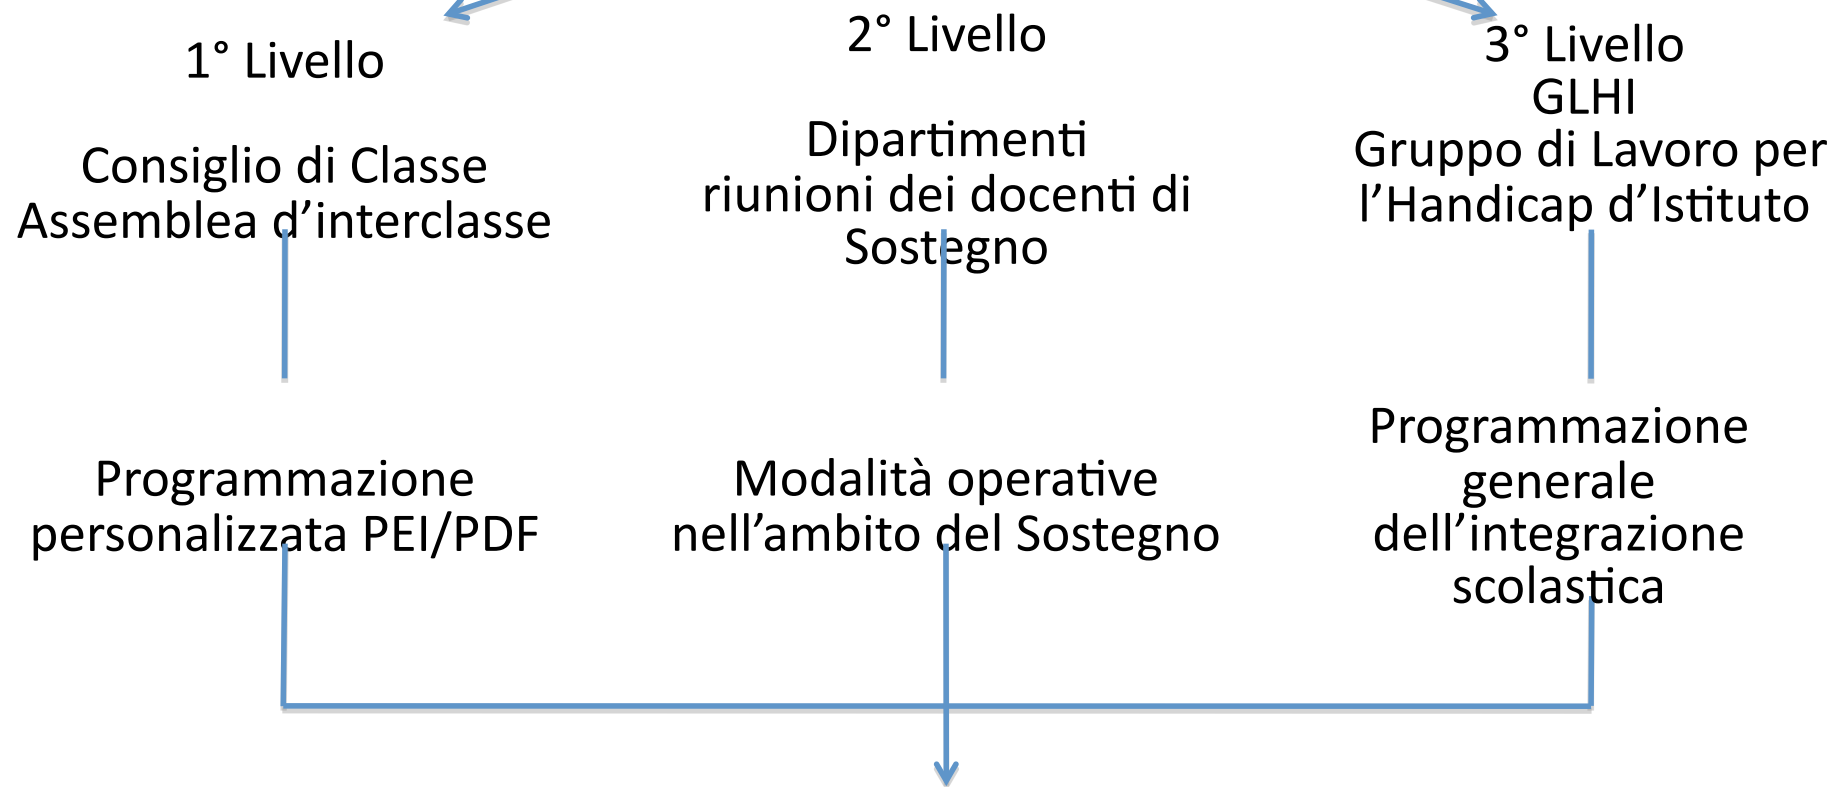 1° Livello
Consiglio di Classe
Assemblea d’interclasse
Programmazione
personalizzata PEI/PDF
2° Livello
Dipartimenti
riunioni dei docenti di
Sostegno
Modalità operative
nell’ambito del Sostegno
3° Livello
GLHI
Gruppo di Lavoro per
l’Handicap d’Istituto
Programmazione
generale
dell’integrazione
scolastica